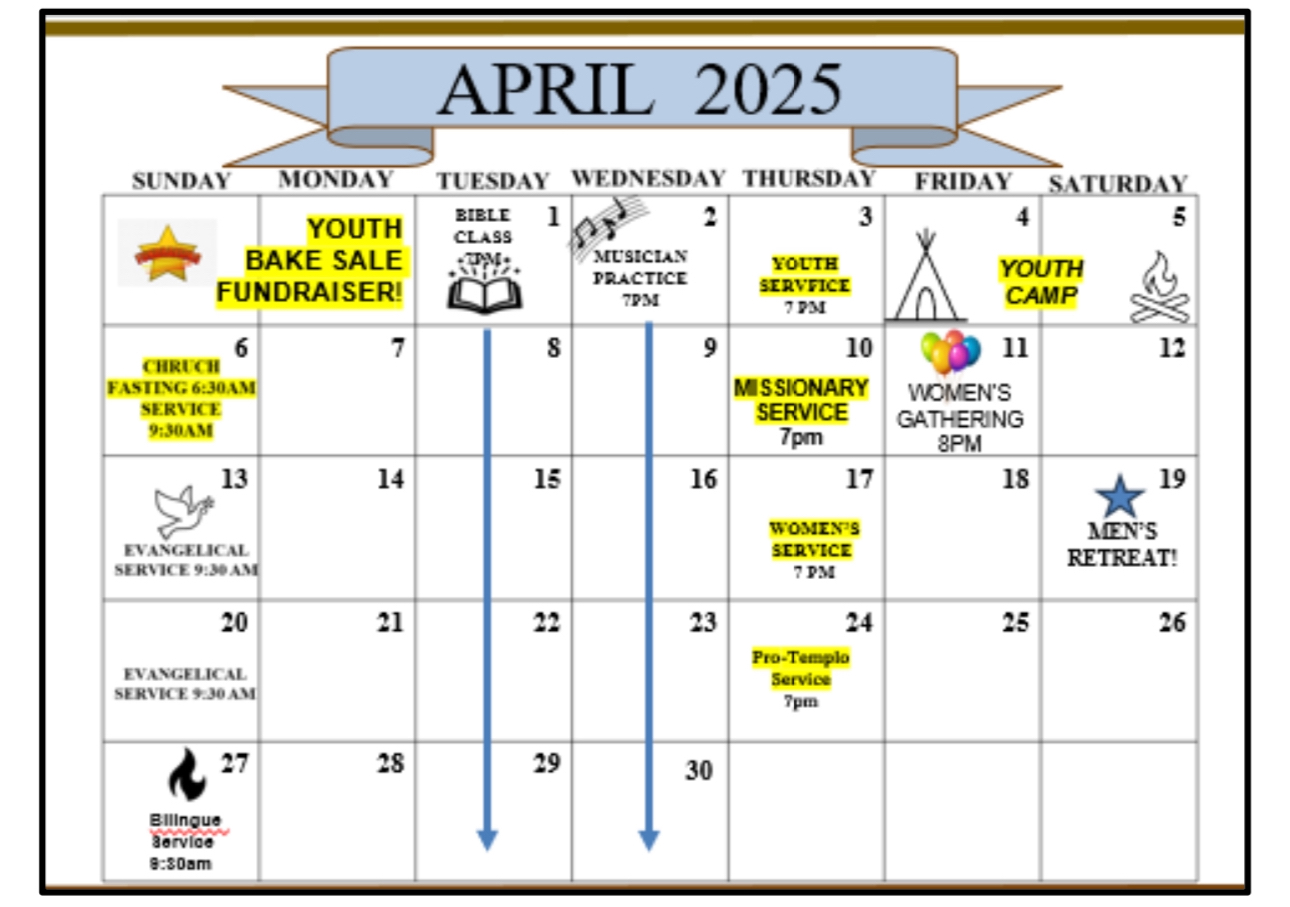 APRIL 2025
SUNDAY MONDAY TUESDAY WEDNESDAY THURSDAY FRIDAY SATURDAY
YOUTH
BAKE SALE
FUNDRAISER!
BIBLE 1
CLASS
7PM
2
MUSICIAN
PRACTICE
7PM
3
YOUTH
SERVFICE
7 PM
4
YOUTH
CAMP
5
6
CHRUCH
FASTING 6:30AM
SERVICE
9:30AM
7
8
9
10
MISSIONARY
SERVICE
7pm
11
WOMEN'S
GATHERING
8PM
12
13
EVANGELICAL
SERVICE 9:30 AM
14
15
16
17
WOMEN'S
SERVICE
7 PM
18
19
MEN'S
RETREAT!
20
EVANGELICAL
SERVICE 9:30 AM
21
22
23
24
Pro-Templo
Service
7pm
25
26
27
Bilingue
Service
9:30am
28
29
30